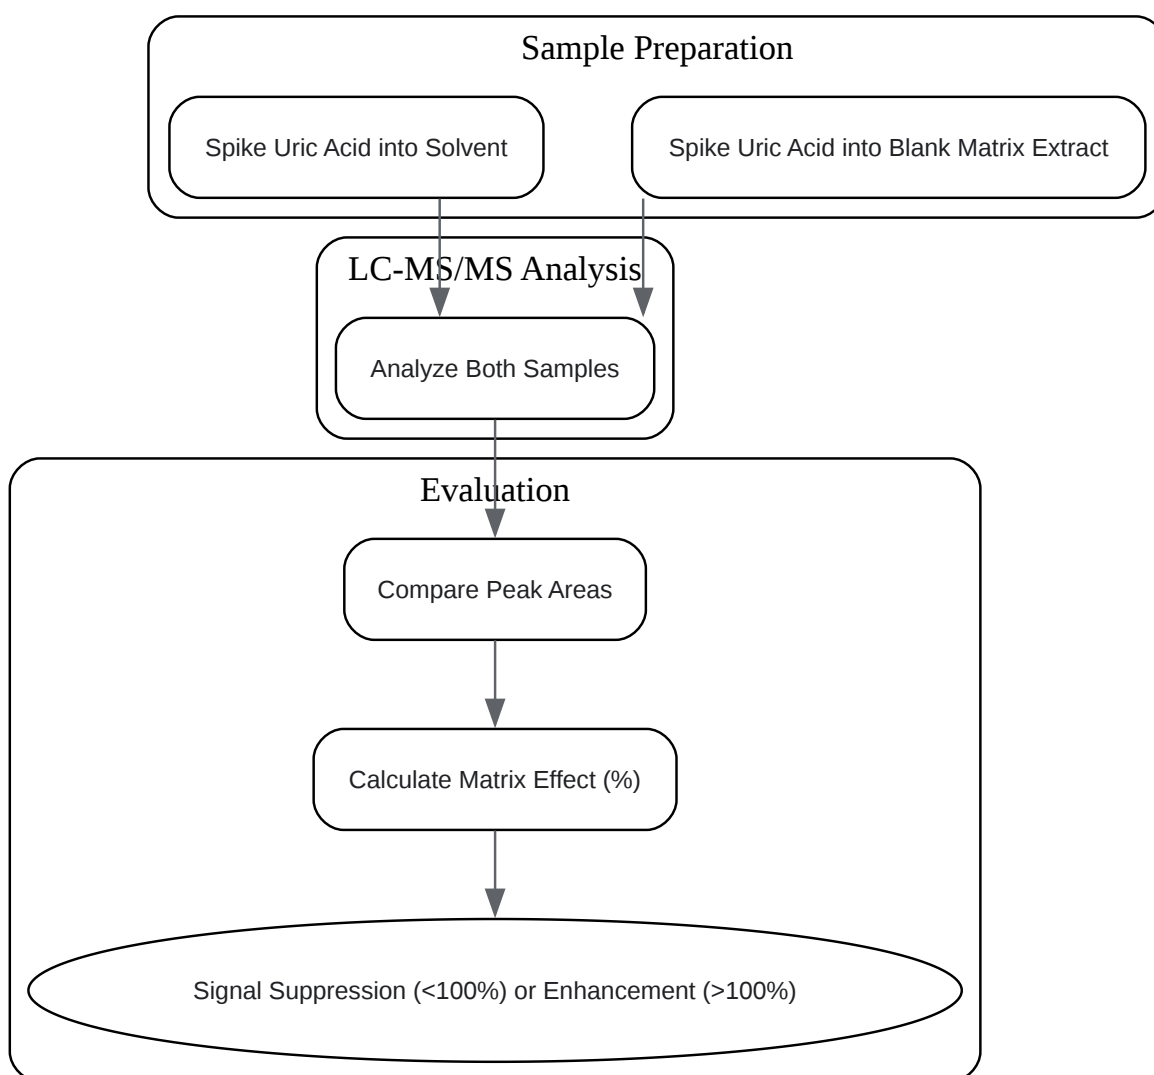 Sample Preparation
Spike Uric Acid into Solvent
Spike Uric Acid into Blank Matrix Extract
LC-MS/MS Analysis
Analyze Both Samples
Evaluation
Compare Peak Areas
Calculate Matrix Effect (%)
Signal Suppression (<100%) or Enhancement (>100%)